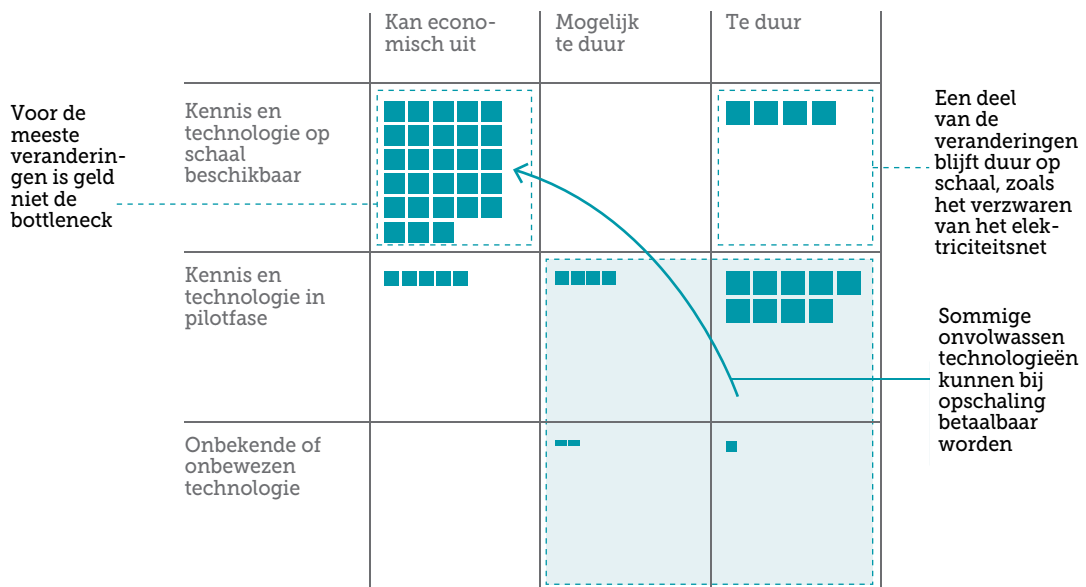 Kan econo-
misch uit
Mogelijk
te duur
Te duur
Voor de
meeste
veranderin-
gen is geld
niet de
bottleneck
Kennis en
technologie op
schaal
beschikbaar
Een deel
van de
veranderingen
blijft duur op
schaal, zoals
het verzwaren
van het elek-
triciteitsnet
Kennis en
technologie in
pilotfase
Sommige
onvolwassen
technologieën
kunnen bij
opschaling
betaalbaar
worden
Onbekende of
onbewezen
technologie